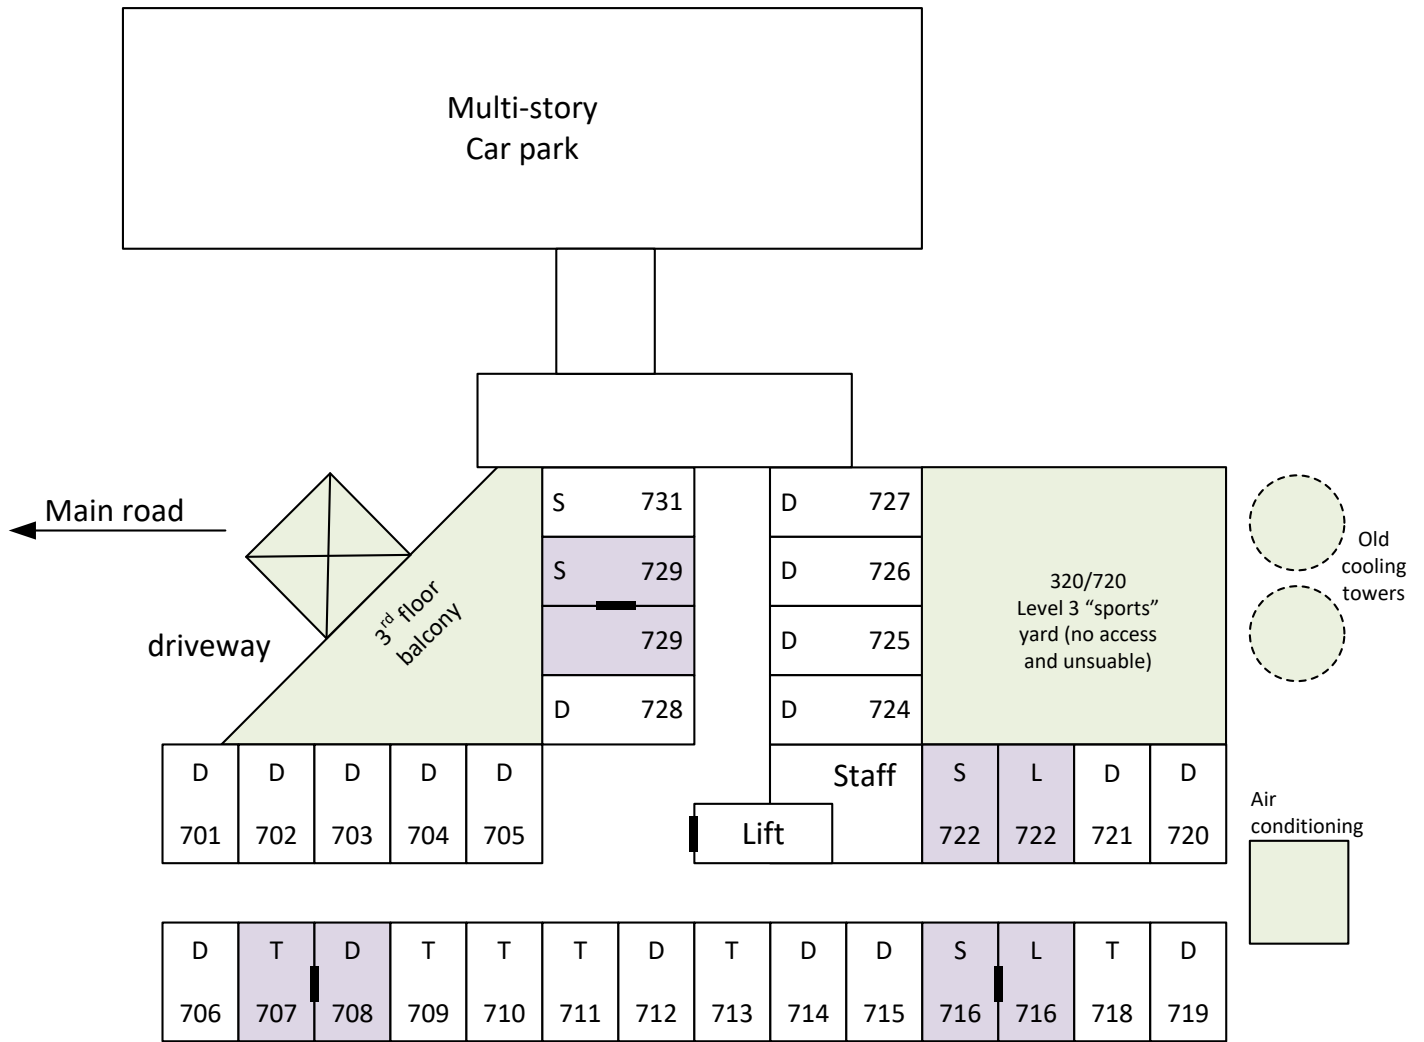 Multi-story
Car park
Main road
driveway
3rd floor
balcony
S 731
S 729
729
D 728
D 727
D 726
D 725
D 724
320/720
Level 3 “sports”
yard (no access
and unsuable)
Old
cooling
towers
D D D D D
701 702 703 704 705
Staff
Lift
S L D D
722 722 721 720
Air
conditioning
D T D T T T D T D D S L T D
706 707 708 709 710 711 712 713 714 715 716 716 718 719